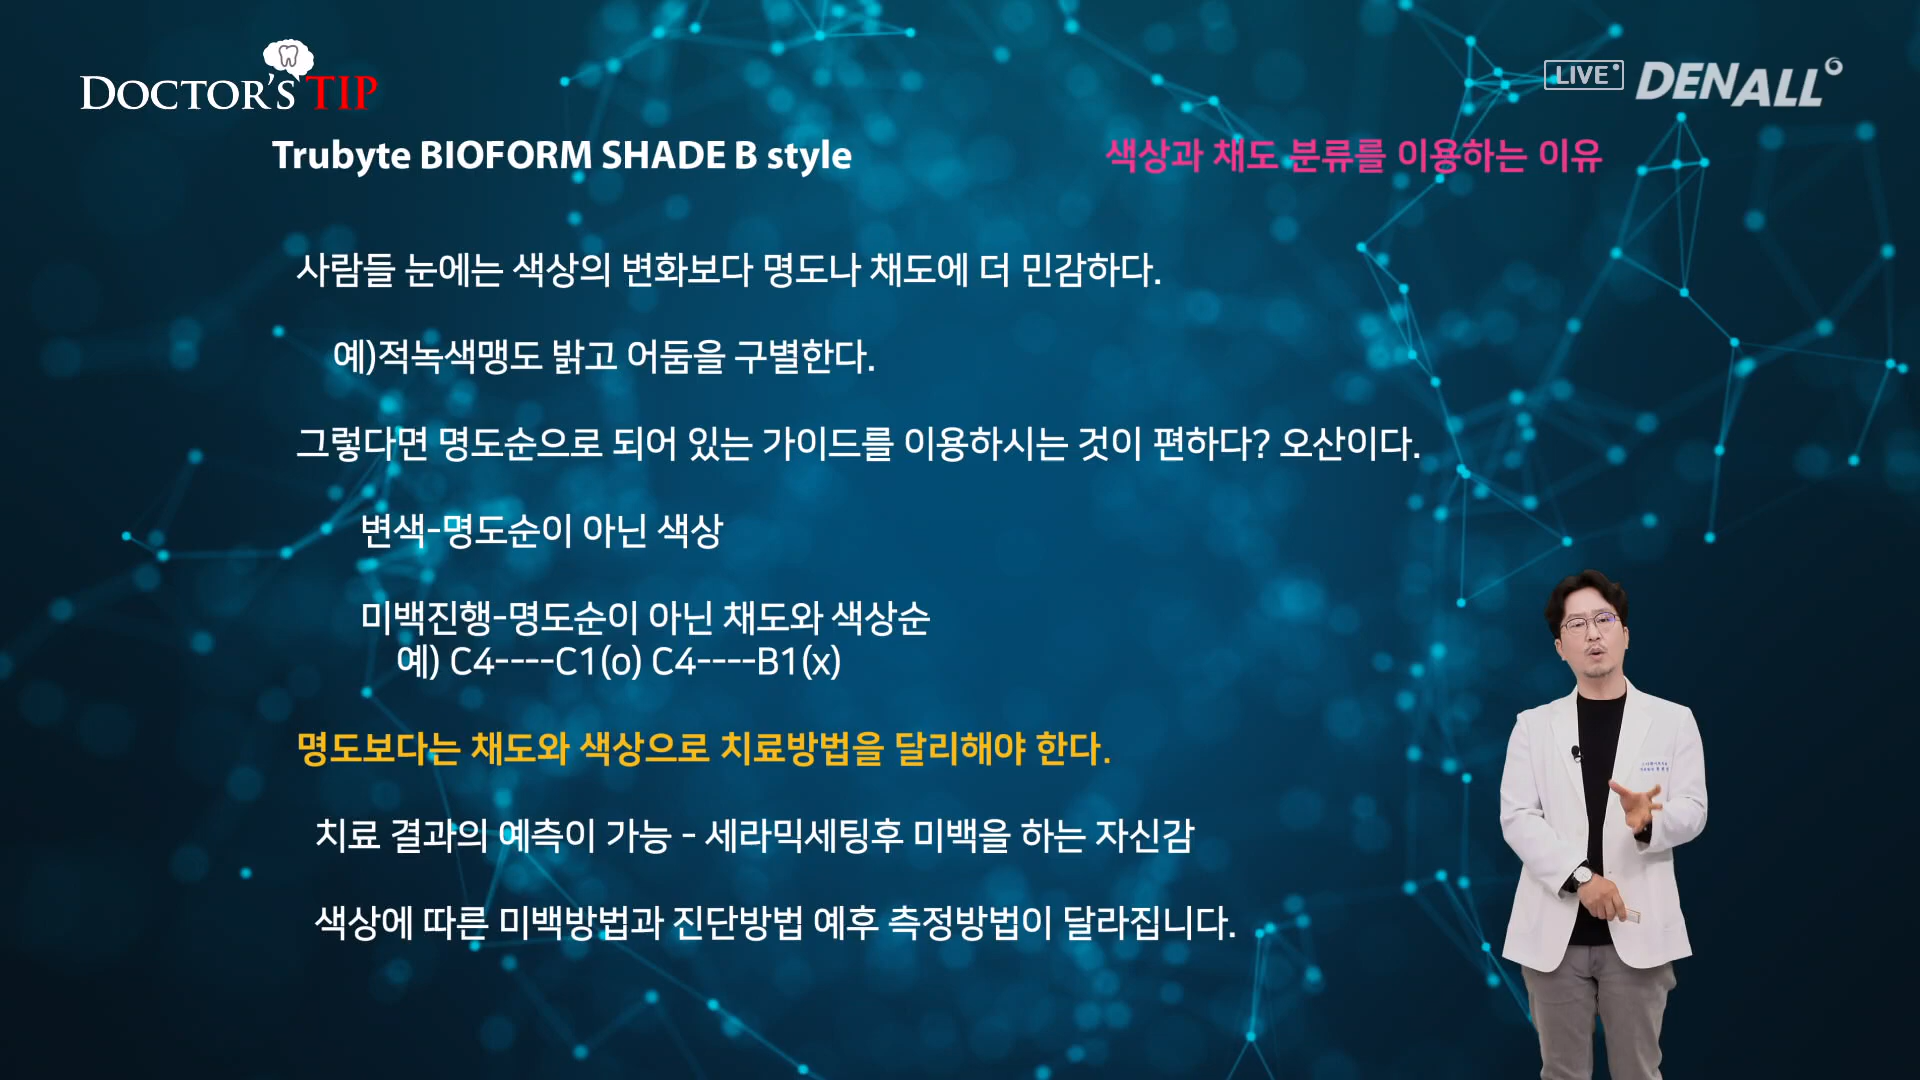 DOCTOR'S TIP
LIVE DENALL
Trubyte BIOFORM SHADE B style
색상과 채도 분류를 이용하는 이유
사람들 눈에는 색상의 변화보다 명도나 채도에 더 민감하다.
예)적녹색맹도 밝고 어둠을 구별한다.
그렇다면 명도순으로 되어 있는 가이드를 이용하시는 것이 편하다? 오산이다.
변색-명도순이 아닌 색상
미백진행-명도순이 아닌 채도와 색상순
예) C4----C1(o) C4----B1(x)
명도보다는 채도와 색상으로 치료방법을 달리해야 한다.
치료 결과의 예측이 가능 - 세라믹세팅후 미백을 하는 자신감
색상에 따른 미백방법과 진단방법 예후 측정방법이 달라집니다.